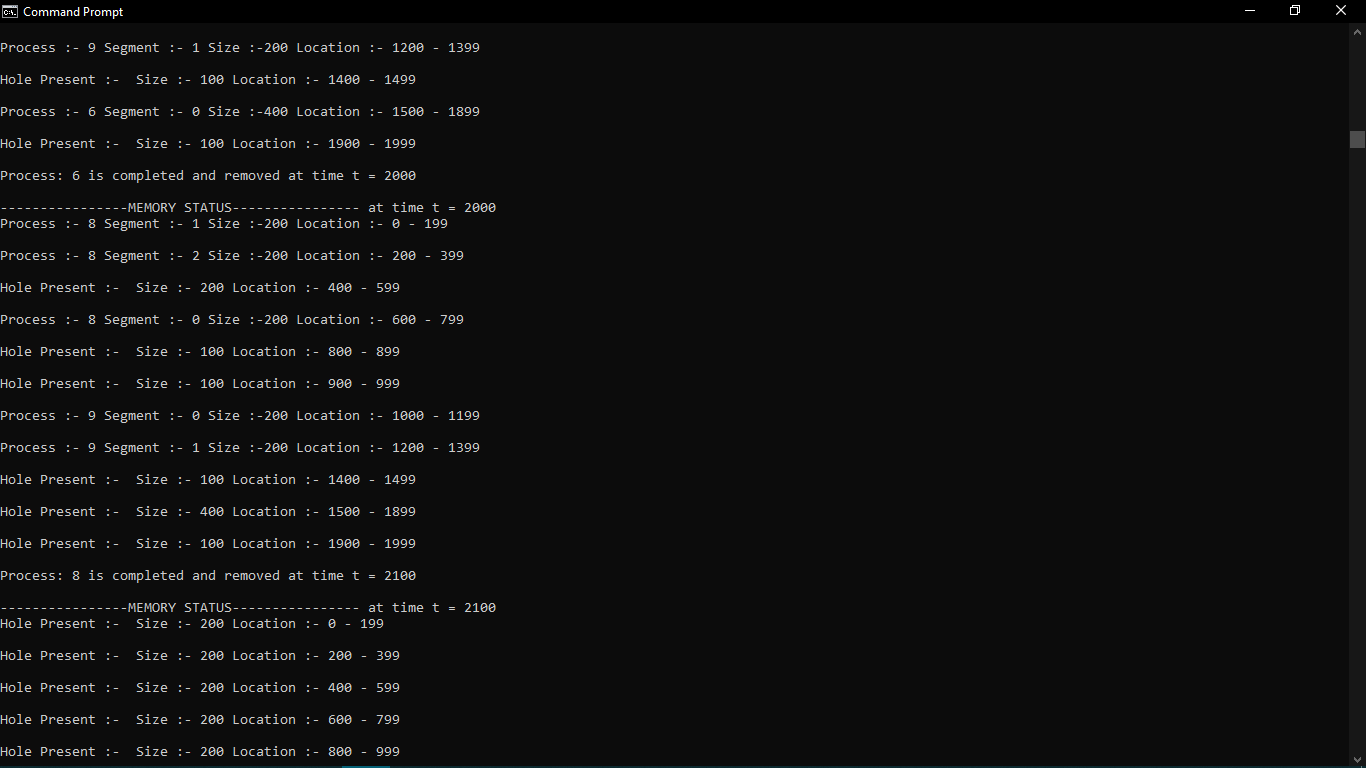 Command Prompt
Process :- 9 Segment :- 1 Size :-200 Location :- 1200 - 1399
Hole Present :-  Size :- 100 Location :- 1400 - 1499
Process :- 6 Segment :- 0 Size :-400 Location :- 1500 - 1899
Hole Present :-  Size :- 100 Location :- 1900 - 1999
Process: 6 is completed and removed at time t = 2000
----------------MEMORY STATUS---------------- at time t = 2000
Process :- 8 Segment :- 1 Size :-200 Location :- 0 - 199
Process :- 8 Segment :- 2 Size :-200 Location :- 200 - 399
Hole Present :-  Size :- 200 Location :- 400 - 599
Process :- 8 Segment :- 0 Size :-200 Location :- 600 - 799
Hole Present :-  Size :- 100 Location :- 800 - 899
Hole Present :-  Size :- 100 Location :- 900 - 999
Process :- 9 Segment :- 0 Size :-200 Location :- 1000 - 1199
Process :- 9 Segment :- 1 Size :-200 Location :- 1200 - 1399
Hole Present :-  Size :- 100 Location :- 1400 - 1499
Hole Present :-  Size :- 400 Location :- 1500 - 1899
Hole Present :-  Size :- 100 Location :- 1900 - 1999
Process: 8 is completed and removed at time t = 2100
----------------MEMORY STATUS---------------- at time t = 2100
Hole Present :-  Size :- 200 Location :- 0 - 199
Hole Present :-  Size :- 200 Location :- 200 - 399
Hole Present :-  Size :- 200 Location :- 400 - 599
Hole Present :-  Size :- 200 Location :- 600 - 799
Hole Present :-  Size :- 200 Location :- 800 - 999